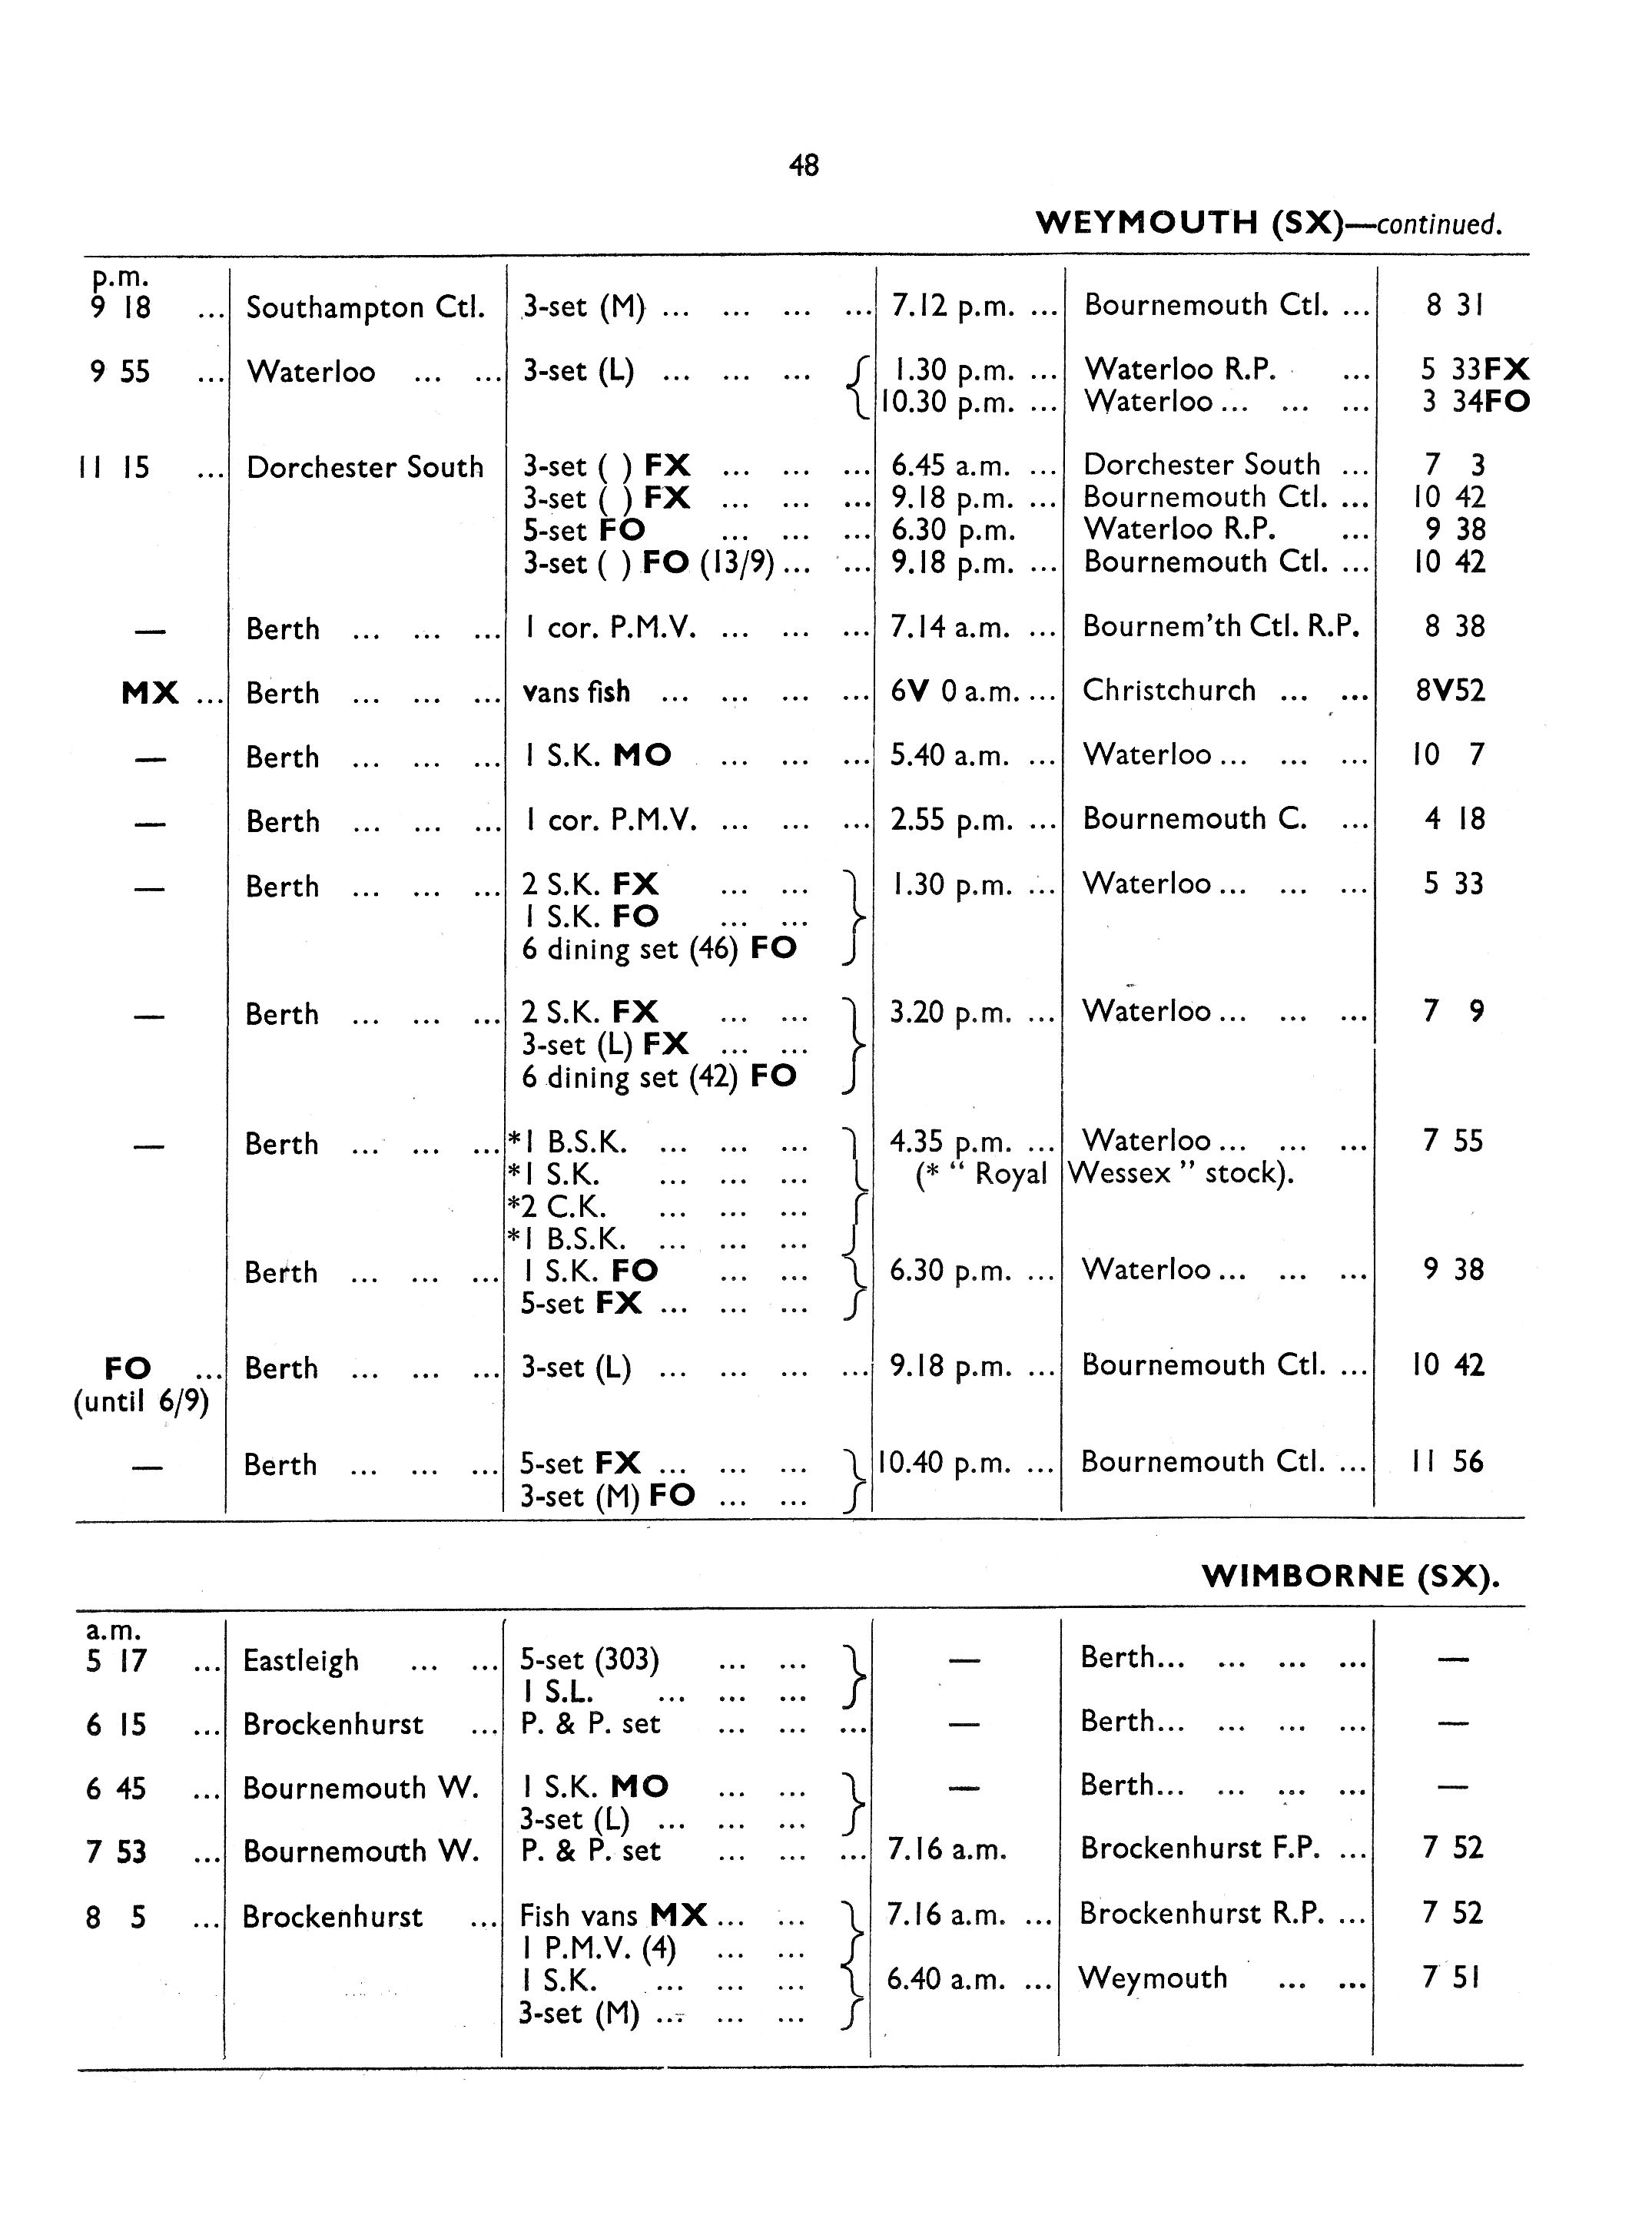 48
WEYMOUTH (SX)—continued.
p.m.
9 18 ... Southampton Ctl. 3-set (M) ... ... ... ... 7.12 p.m. ... Bournemouth Ctl. ... 8 31
9 55 ... Waterloo ... ... 3-set (L) ... ... ... { 1.30 p.m. ... Waterloo R.P. ... 5 33FX
10.30 p.m. ... Waterloo ... ... ... 3 34FO
11 15 ... Dorchester South 3-set ( ) FX ... ... ... 6.45 a.m. ... Dorchester South ... 7 3
3-set ( ) FX ... ... ... 9.18 p.m. ... Bournemouth Ctl. ... 10 42
5-set FO ... ... ... 6.30 p.m. Waterloo R.P. ... 9 38
3-set ( ) FO (13/9) ... ... 9.18 p.m. ... Bournemouth Ctl. ... 10 42
— Berth ... ... ... 1 cor. P.M.V. ... ... ... 7.14 a.m. ... Bournem'th Ctl. R.P. 8 38
MX ... Berth ... ... ... vans fish ... ... ... ... 6V 0 a.m. ... Christchurch ... ... 8V52
— Berth ... ... ... 1 S.K. MO ... ... ... 5.40 a.m. ... Waterloo ... ... ... 10 7
— Berth ... ... ... 1 cor. P.M.V. ... ... ... 2.55 p.m. ... Bournemouth C. ... 4 18
— Berth ... ... ... 2 S.K. FX ... ... } 1.30 p.m. ... Waterloo ... ... ... 5 33
1 S.K. FO ... ...
6 dining set (46) FO
— Berth ... ... ... 2 S.K. FX ... ... } 3.20 p.m. ... Waterloo ... ... ... 7 9
3-set (L) FX ... ...
6 dining set (42) FO
— Berth ... ... ... *1 B.S.K. ... ... ... } 4.35 p.m. ... Waterloo ... ... ... 7 55
*1 S.K. ... ... ... (* “ Royal Wessex ” stock).
*2 C.K. ... ... ...
*1 B.S.K. ... ... ...
Berth ... ... ... 1 S.K. FO ... ... } 6.30 p.m. ... Waterloo ... ... ... 9 38
5-set FX ... ... ...
FO ... Berth ... ... ... 3-set (L) ... ... ... ... 9.18 p.m. ... Bournemouth Ctl. ... 10 42
(until 6/9)
— Berth ... ... ... 5-set FX ... ... ... } 10.40 p.m. ... Bournemouth Ctl. ... 11 56
3-set (M) FO ... ...
WIMBORNE (SX).
a.m.
5 17 ... Eastleigh ... ... 5-set (303) ... ... } — Berth... ... ... ... —
1 S.L. ... ... ...
6 15 ... Brockenhurst ... P. & P. set ... ... ... — Berth... ... ... ... —
6 45 ... Bournemouth W. 1 S.K. MO ... ... } — Berth... ... ... ... —
3-set (L) ... ... ...
7 53 ... Bournemouth W. P. & P. set ... ... ... 7.16 a.m. Brockenhurst F.P. ... 7 52
8 5 ... Brockenhurst ... Fish vans MX ... ... } 7.16 a.m. ... Brockenhurst R.P. ... 7 52
1 P.M.V. (4) ... ...
1 S.K. ... ... ... } 6.40 a.m. ... Weymouth ... ... 7 51
3-set (M) ... ... ...